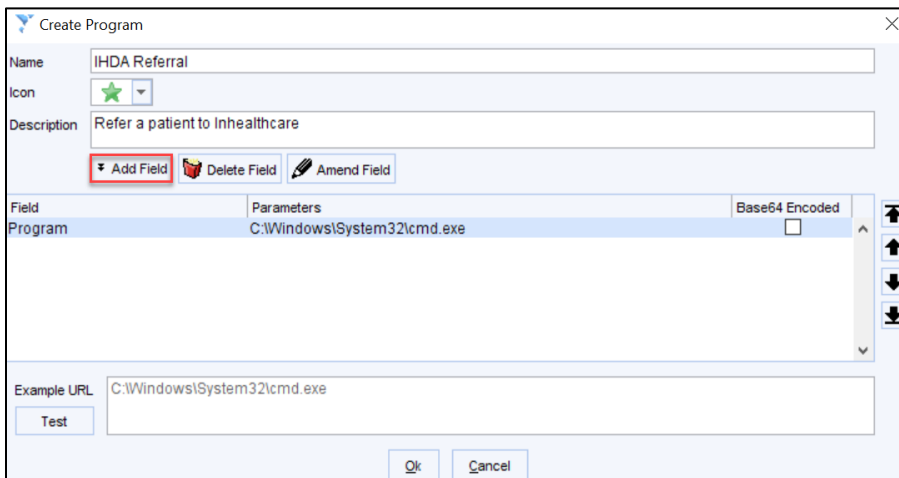 Create Program
Name IHDA Referral
Icon
Description Refer a patient to Inhealthcare
Add Field Delete Field Amend Field
Field Parameters Base64 Encoded
Program C:\Windows\System32\cmd.exe
Example URL C:\Windows\System32\cmd.exe
Test
Ok Cancel